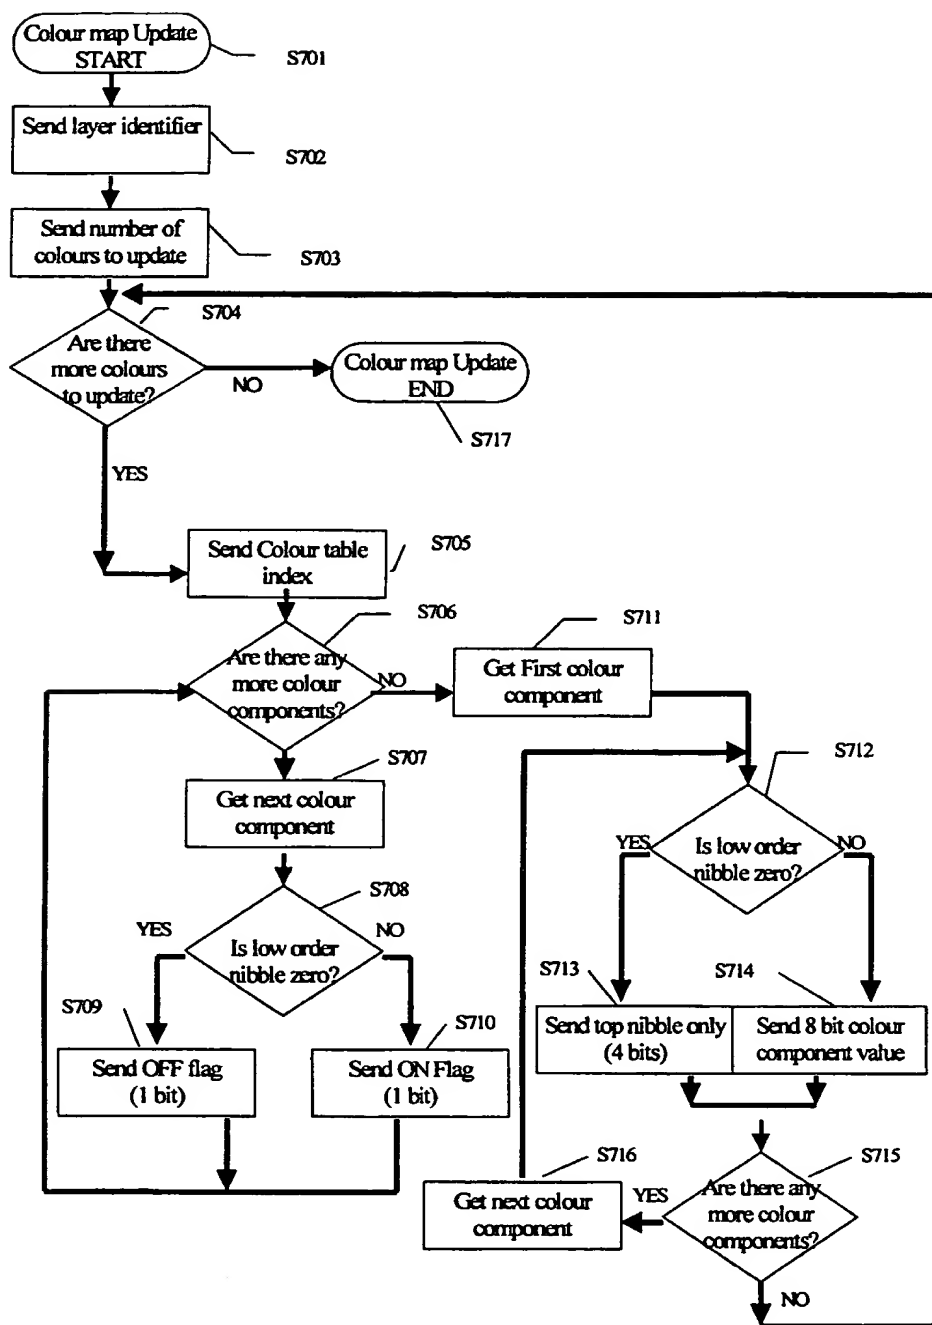 Colour map Update
START
S701
Send layer identifier
S702
Send number of
colours to update
S703
S704
Are there
more colours
to update?
NO
Colour map Update
END
S717
YES
Send Colour table
index
S705
S706
Are there any
more colour
components?
NO
S711
Get First colour
component
S707
Get next colour
component
S712
YES
Is low order
nibble zero?
NO
S708
YES
Is low order
nibble zero?
NO
S709
Send OFF flag
(1 bit)
S710
Send ON Flag
(1 bit)
S713
Send top nibble only
(4 bits)
S714
Send 8 bit colour
component value
S716
Get next colour
component
YES
S715
Are there any
more colour
components?
NO